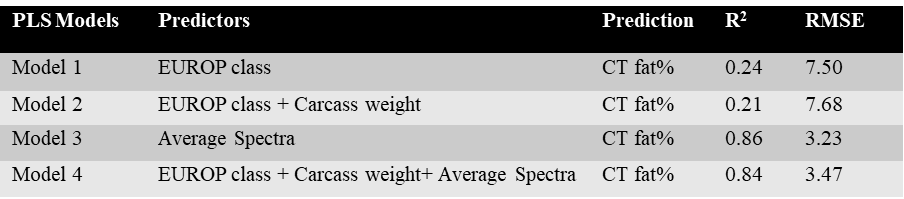 PLS Models Predictors Prediction R² RMSE
Model 1 EUROP class CT fat% 0.24 7.50
Model 2 EUROP class + Carcass weight CT fat% 0.21 7.68
Model 3 Average Spectra CT fat% 0.86 3.23
Model 4 EUROP class + Carcass weight+ Average Spectra CT fat% 0.84 3.47